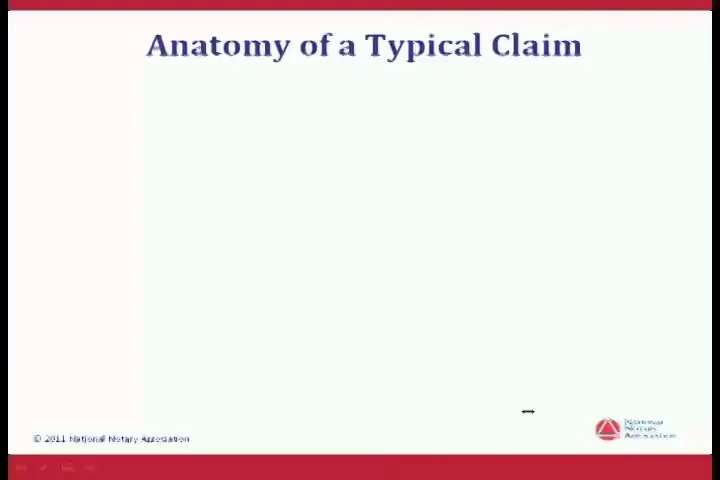 Anatomy of a Typical Claim
© 2011 National Notary Association
National
Notary
Association